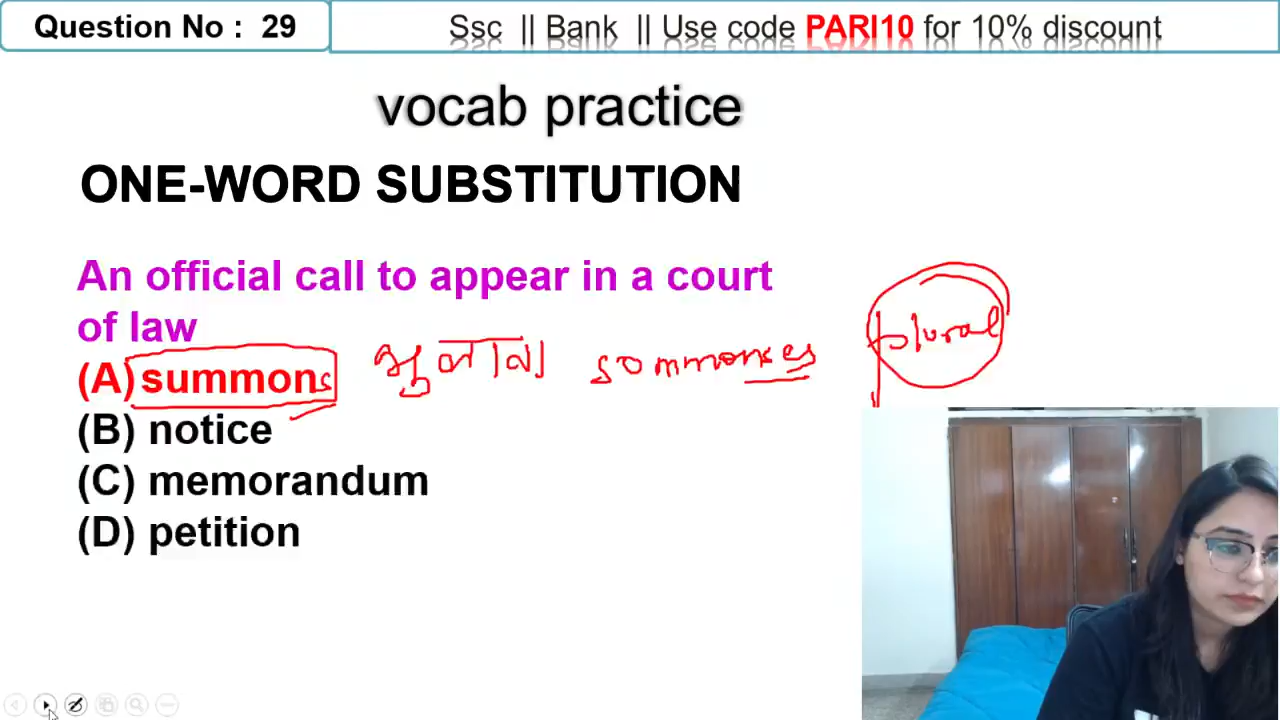 Question No : 29
Ssc || Bank || Use code PARI10 for 10% discount
vocab practice
ONE-WORD SUBSTITUTION
An official call to appear in a court
of law
(A) summons बुलावा summonses plural
(B) notice
(C) memorandum
(D) petition